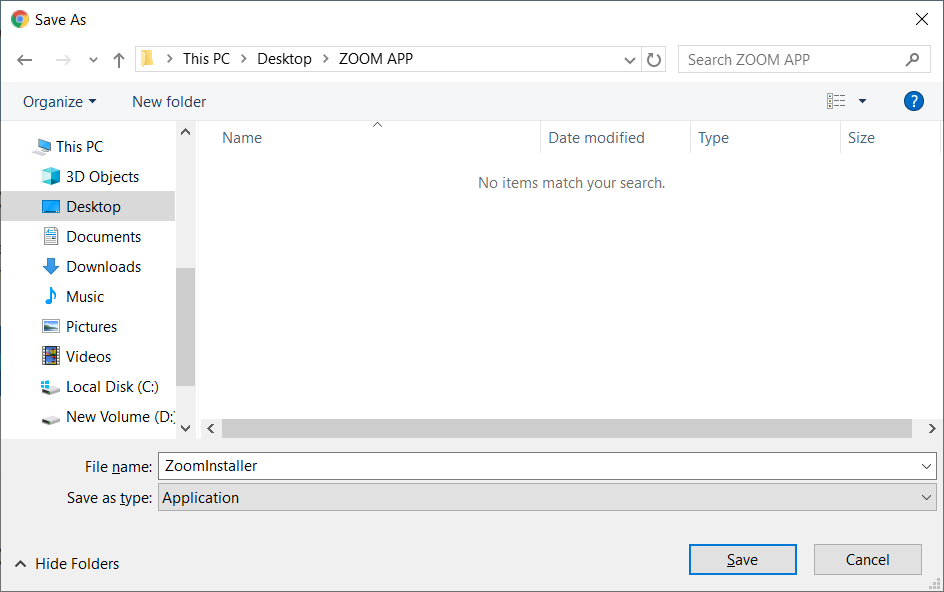 Save As
This PC > Desktop > ZOOM APP
Search ZOOM APP
Organize
New folder
?
Name
Date modified
Type
Size
No items match your search.
This PC
3D Objects
Desktop
Documents
Downloads
Music
Pictures
Videos
Local Disk (C:)
New Volume (D:)
File name: ZoomInstaller
Save as type: Application
Hide Folders
Save
Cancel